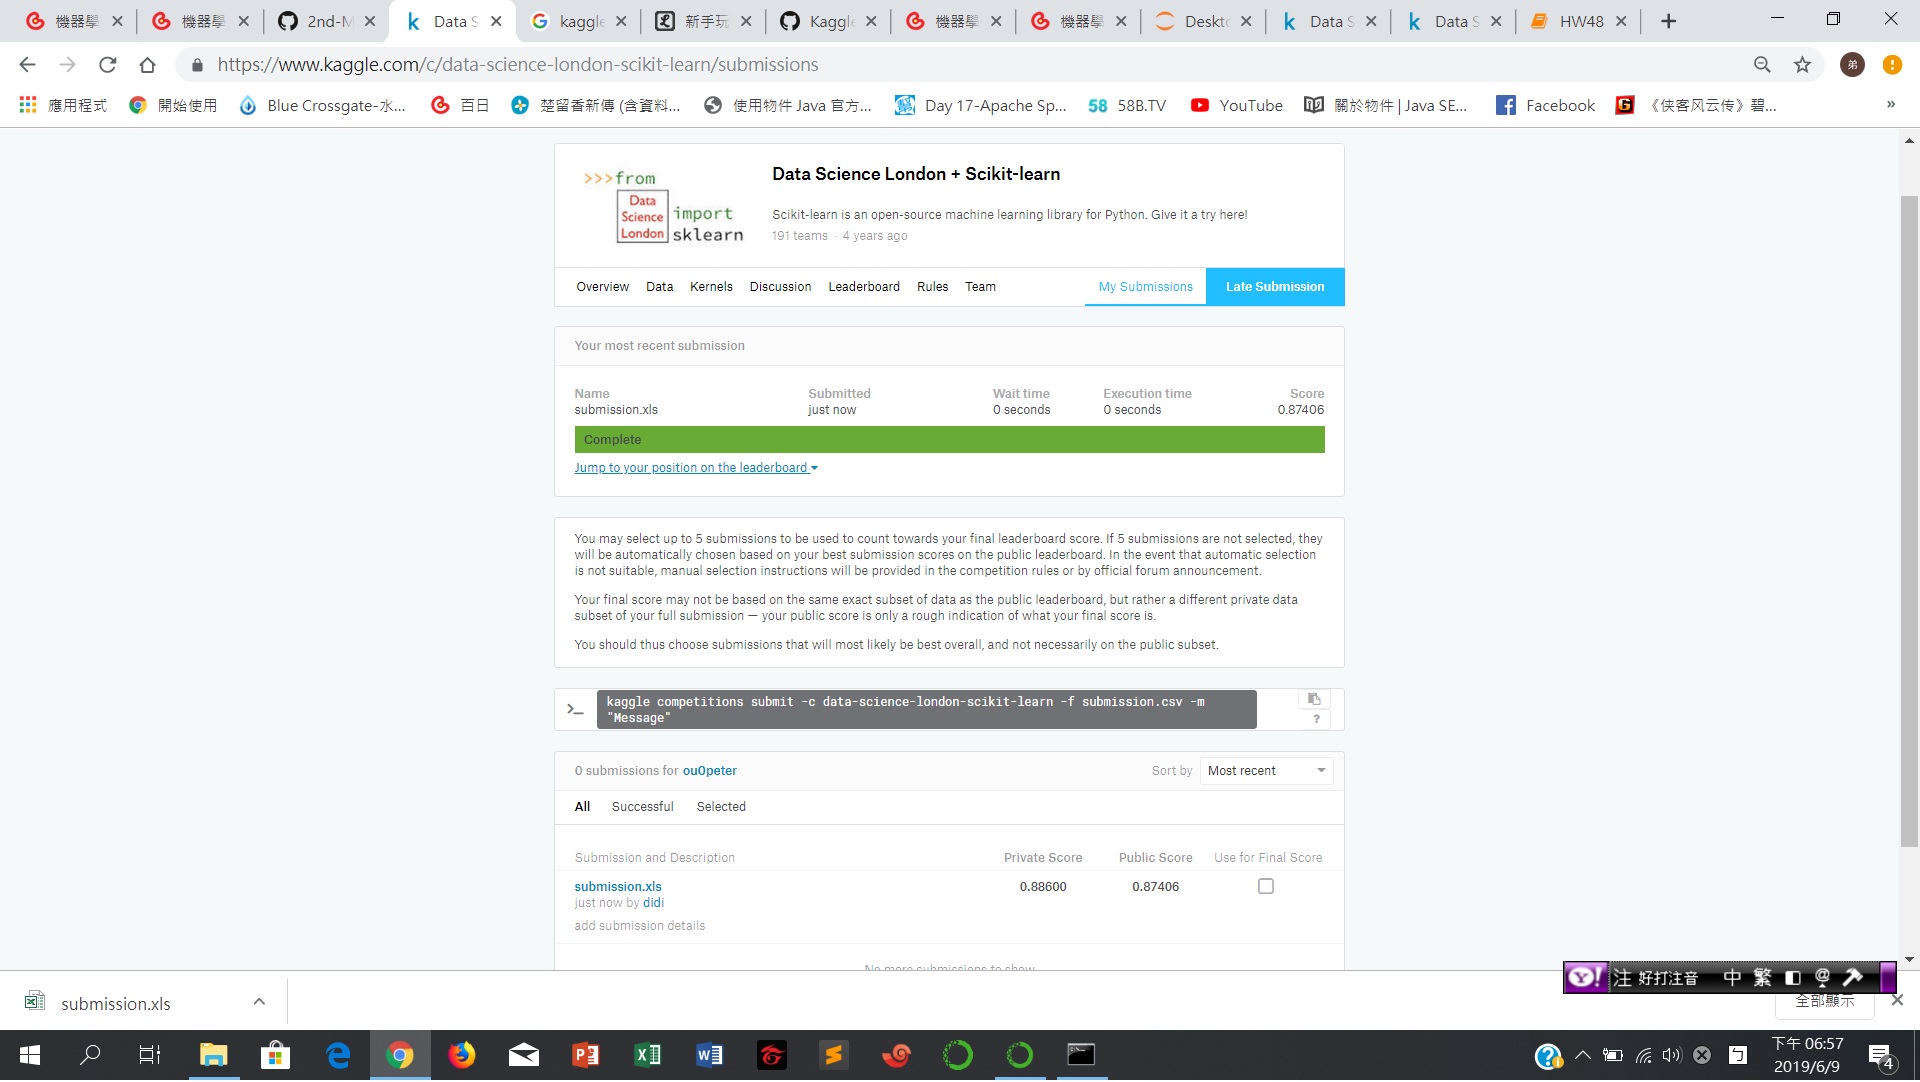 機器學
機器學
2nd-M
Data S
kaggle
新手玩
Kaggle
機器學
機器學
Deskto
Data S
Data S
HW48
https://www.kaggle.com/c/data-science-london-scikit-learn/submissions
弟
應用程式
開始使用
Blue Crossgate-水...
百日
楚留香新傳 (含資料...
使用物件 Java 官方...
Day 17-Apache Sp...
58 58B.TV
YouTube
關於物件 | Java SE...
Facebook
《侠客风云传》碧...
»
>>>from
Data
Science
London
import
sklearn
Data Science London + Scikit-learn
Scikit-learn is an open-source machine learning library for Python. Give it a try here!
191 teams · 4 years ago
Overview Data Kernels Discussion Leaderboard Rules Team My Submissions Late Submission
Your most recent submission
Name Submitted Wait time Execution time Score
submission.xls just now 0 seconds 0 seconds 0.87406
Complete
Jump to your position on the leaderboard
You may select up to 5 submissions to be used to count towards your final leaderboard score. If 5 submissions are not selected, they
will be automatically chosen based on your best submission scores on the public leaderboard. In the event that automatic selection
is not suitable, manual selection instructions will be provided in the competition rules or by official forum announcement.
Your final score may not be based on the same exact subset of data as the public leaderboard, but rather a different private data
subset of your full submission — your public score is only a rough indication of what your final score is.
You should thus choose submissions that will most likely be best overall, and not necessarily on the public subset.
>_ kaggle competitions submit -c data-science-london-scikit-learn -f submission.csv -m
"Message"
?
0 submissions for ou0peter Sort by Most recent
All Successful Selected
Submission and Description Private Score Public Score Use for Final Score
submission.xls 0.88600 0.87406
just now by didi
add submission details
No more submissions to show
Y! 注 好打注音 中 繁
submission.xls
全部顯示
下午 06:57
2019/6/9
4